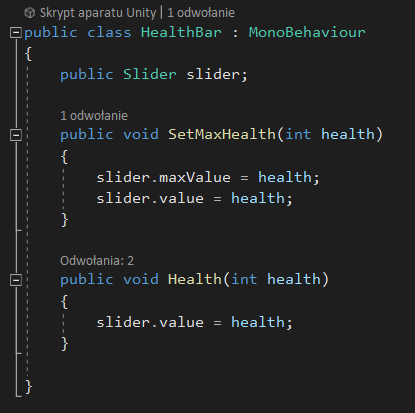 Skrypt aparatu Unity | 1 odwołanie
public class HealthBar : MonoBehaviour
{
public Slider slider;
1 odwołanie
public void SetMaxHealth(int health)
{
slider.maxValue = health;
slider.value = health;
}
Odwołania: 2
public void Health(int health)
{
slider.value = health;
}
}